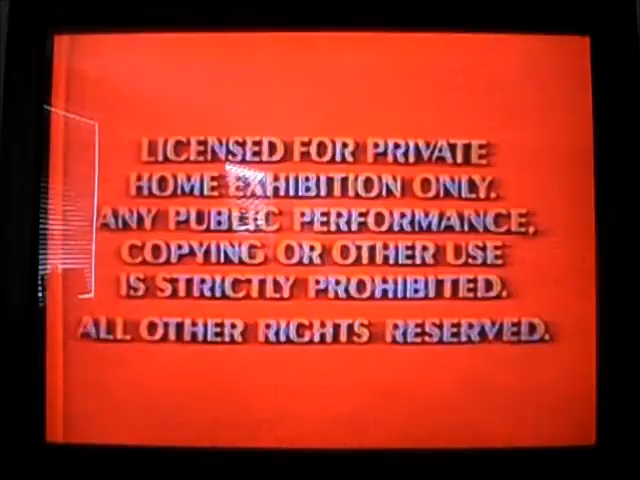 LICENSED FOR PRIVATE
HOME EXHIBITION ONLY.
ANY PUBLIC PERFORMANCE,
COPYING OR OTHER USE
IS STRICTLY PROHIBITED.
ALL OTHER RIGHTS RESERVED.